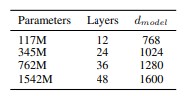 Parameters Layers d_model
117M 12 768
345M 24 1024
762M 36 1280
1542M 48 1600